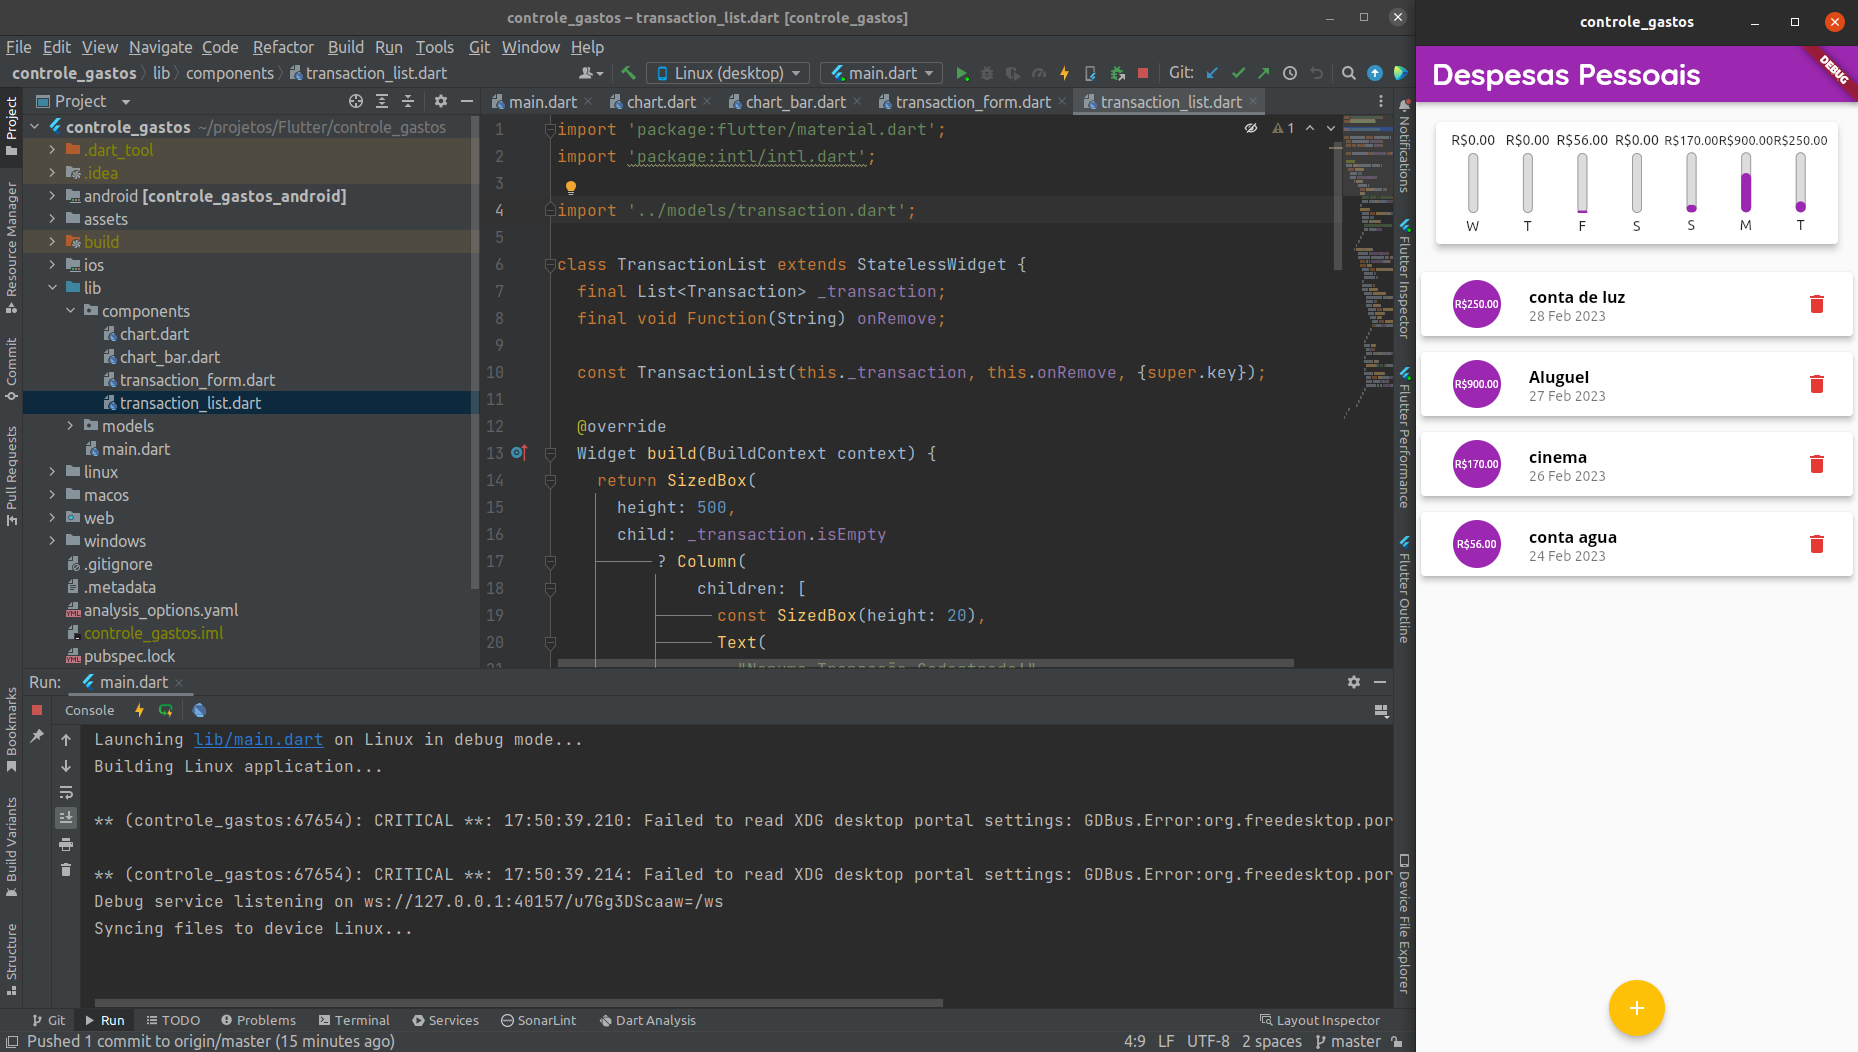 controle_gastos – transaction_list.dart [controle_gastos]
File Edit View Navigate Code Refactor Build Run Tools Git Window Help
controle_gastos lib components transaction_list.dart
Linux (desktop) main.dart Git:
Project
main.dart chart.dart chart_bar.dart transaction_form.dart transaction_list.dart
controle_gastos ~/projetos/Flutter/controle_gastos
.dart_tool
.idea
android [controle_gastos_android]
assets
build
ios
lib
components
chart.dart
chart_bar.dart
transaction_form.dart
transaction_list.dart
models
main.dart
linux
macos
web
windows
.gitignore
.metadata
analysis_options.yaml
controle_gastos.iml
pubspec.lock
Project
Resource Manager
Commit
Pull Requests
Bookmarks
Build Variants
Structure
1 import 'package:flutter/material.dart';
2 import 'package:intl/intl.dart';
3
4 import '../models/transaction.dart';
5
6 class TransactionList extends StatelessWidget {
7 final List<Transaction> _transaction;
8 final void Function(String) onRemove;
9
10 const TransactionList(this._transaction, this.onRemove, {super.key});
11
12 @override
13 Widget build(BuildContext context) {
14 return SizedBox(
15 height: 500,
16 child: _transaction.isEmpty
17 ? Column(
18 children: [
19 const SizedBox(height: 20),
20 Text(
1
Notifications
Flutter Inspector
Flutter Performance
Flutter Outline
Device File Explorer
Run: main.dart
Console
Launching lib/main.dart on Linux in debug mode...
Building Linux application...
** (controle_gastos:67654): CRITICAL **: 17:50:39.210: Failed to read XDG desktop portal settings: GDBus.Error:org.freedesktop.por
** (controle_gastos:67654): CRITICAL **: 17:50:39.214: Failed to read XDG desktop portal settings: GDBus.Error:org.freedesktop.por
Debug service listening on ws://127.0.0.1:40157/u7Gg3DScaaw=/ws
Syncing files to device Linux...
Git Run TODO Problems Terminal Services SonarLint Dart Analysis Layout Inspector
Pushed 1 commit to origin/master (15 minutes ago) 4:9 LF UTF-8 2 spaces master
controle_gastos
Despesas Pessoais
DEBUG
R$0.00 R$0.00 R$56.00 R$0.00 R$170.00 R$900.00 R$250.00
W T F S S M T
R$250.00 conta de luz
28 Feb 2023
R$900.00 Aluguel
27 Feb 2023
R$170.00 cinema
26 Feb 2023
R$56.00 conta agua
24 Feb 2023